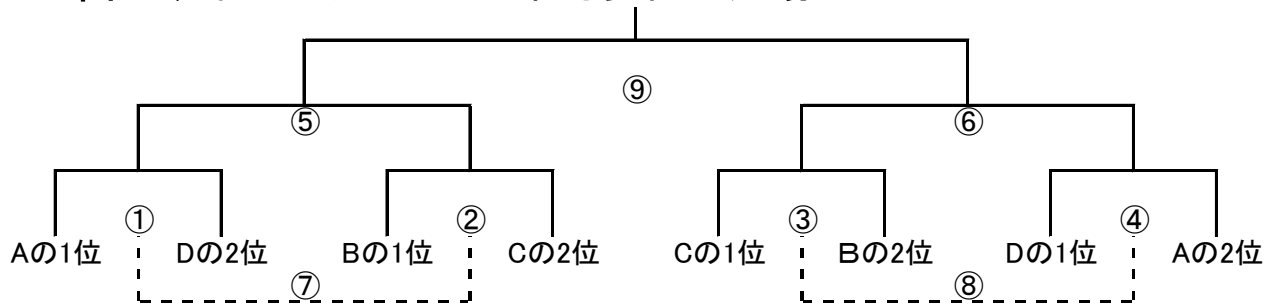 ⑨
⑤ ⑥
① ② ③ ④
Aの1位 Dの2位 Bの1位 Cの2位 Cの1位 Bの2位 Dの1位 Aの2位
⑦ ⑧